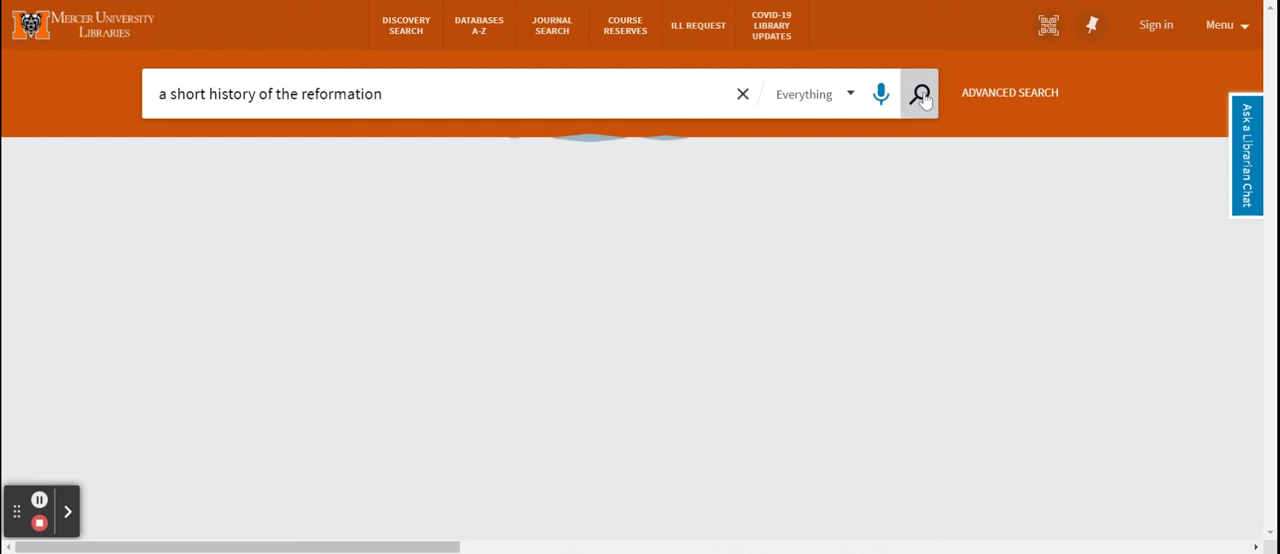 MERCER UNIVERSITY
LIBRARIES
DISCOVERY
SEARCH
DATABASES
A-Z
JOURNAL
SEARCH
COURSE
RESERVES
ILL REQUEST
COVID-19
LIBRARY
UPDATES
Sign in
Menu
a short history of the reformation
Everything
ADVANCED SEARCH
Ask a Librarian Chat